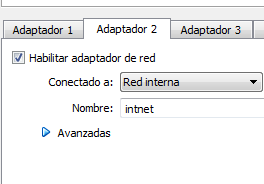 Adaptador 1 Adaptador 2 Adaptador 3
Habilitar adaptador de red
Conectado a: Red interna
Nombre: intnet
Avanzadas